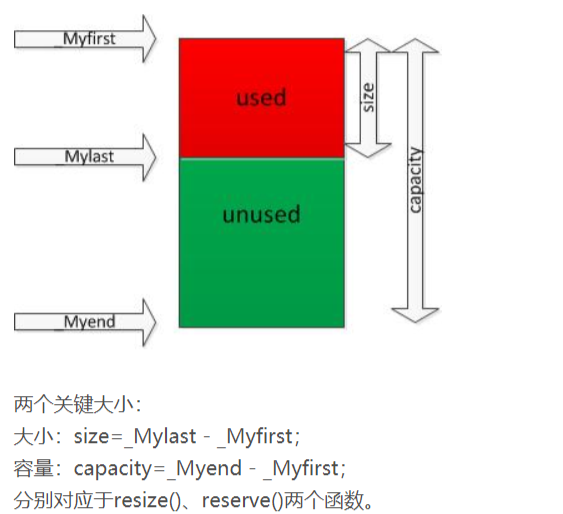 _Myfirst
used
size
_Mylast
capacity
unused
_Myend
两个关键大小：
大小：size=_Mylast - _Myfirst；
容量：capacity=_Myend - _Myfirst；
分别对应于resize()、reserve()两个函数。